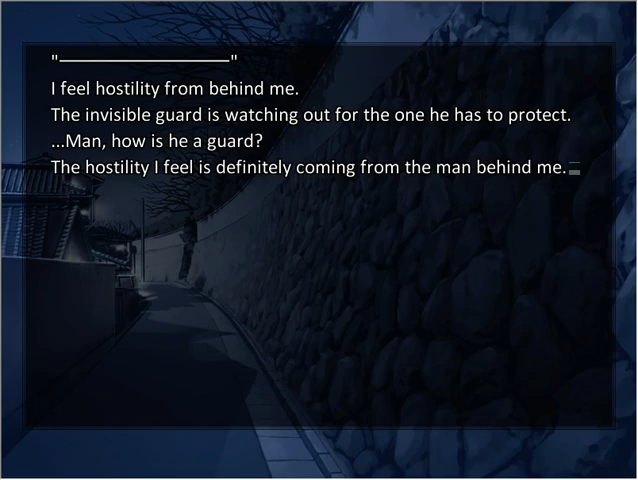 "―――――――――"
I feel hostility from behind me.
The invisible guard is watching out for the one he has to protect.
...Man, how is he a guard?
The hostility I feel is definitely coming from the man behind me.